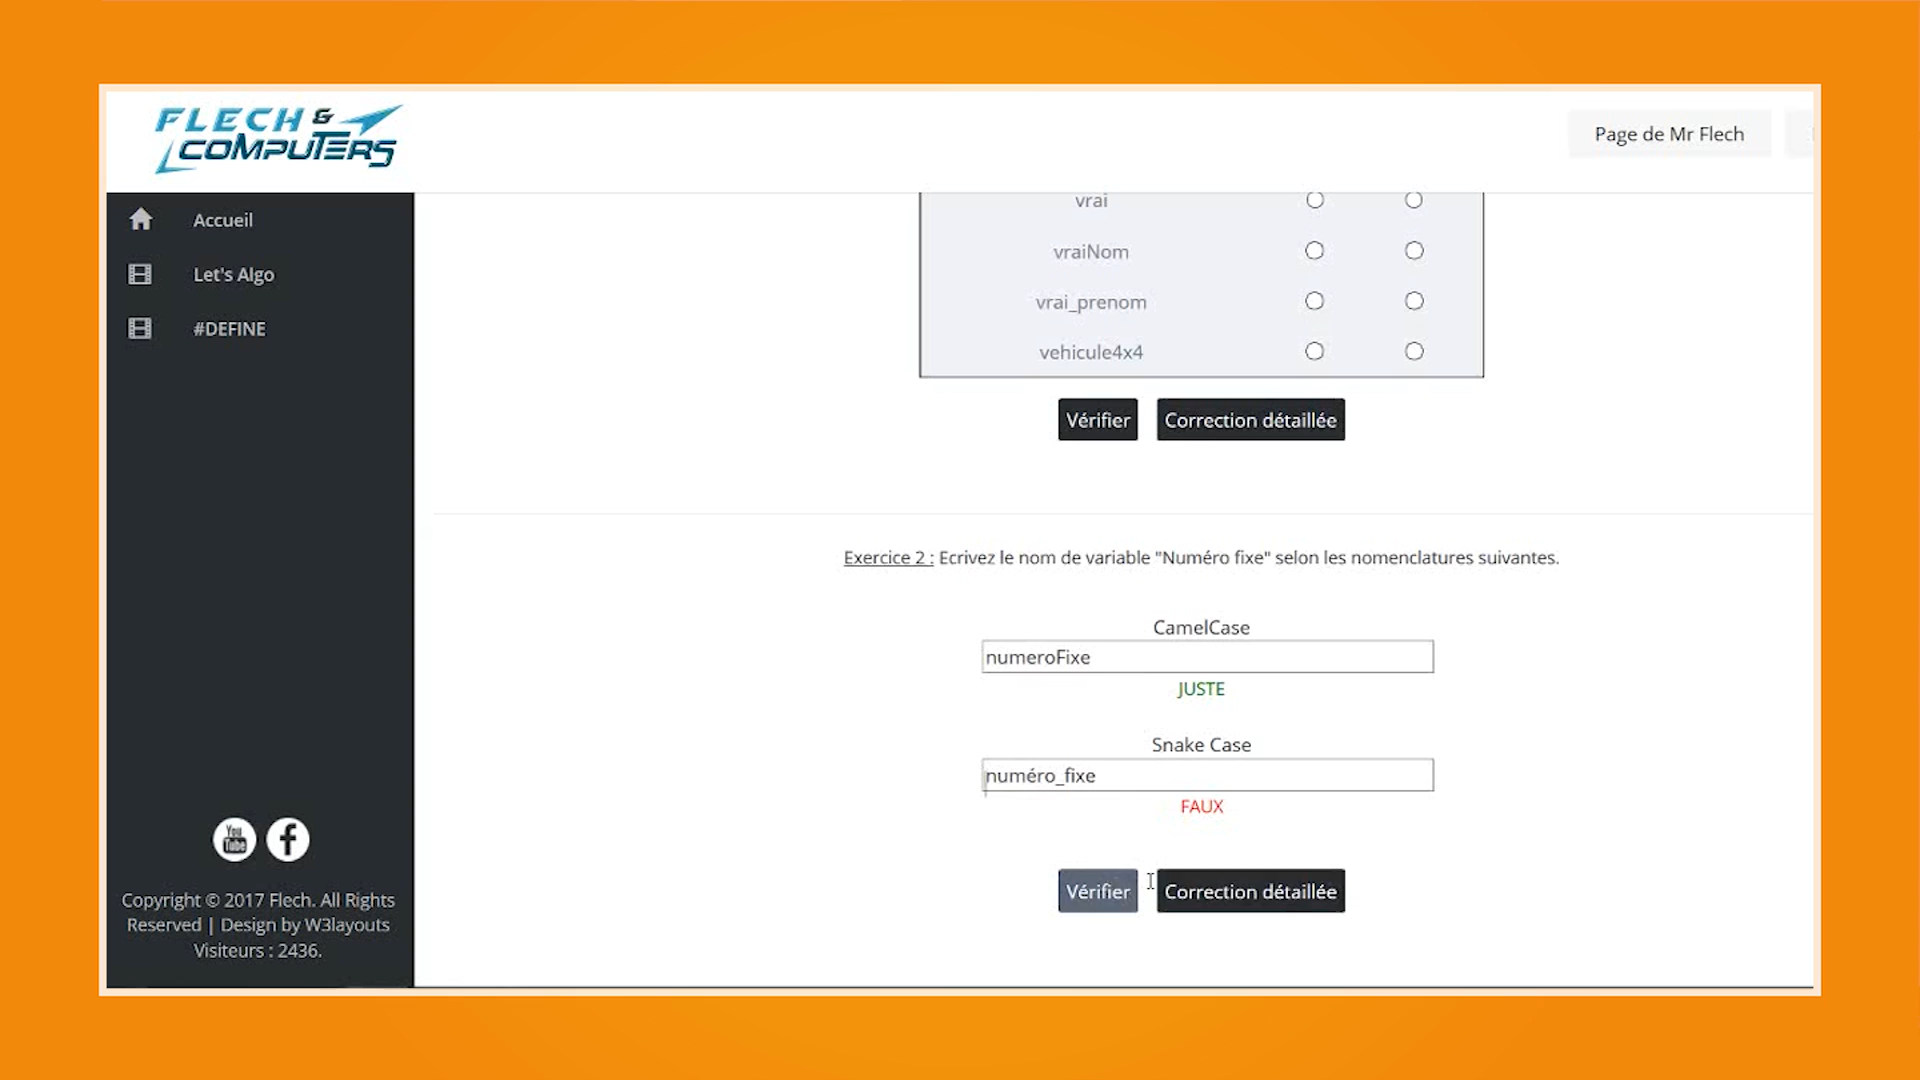 FLECH &
COMPUTERS
Page de Mr Flech
Accueil
Let's Algo
#DEFINE
vrai
vraiNom
vrai_prenom
vehicule4x4
Vérifier
Correction détaillée
Exercice 2 : Ecrivez le nom de variable "Numéro fixe" selon les nomenclatures suivantes.
CamelCase
numeroFixe
JUSTE
Snake Case
numéro_fixe
FAUX
Vérifier
Correction détaillée
You
Tube
Copyright © 2017 Flech. All Rights
Reserved | Design by W3layouts
Visiteurs : 2436.